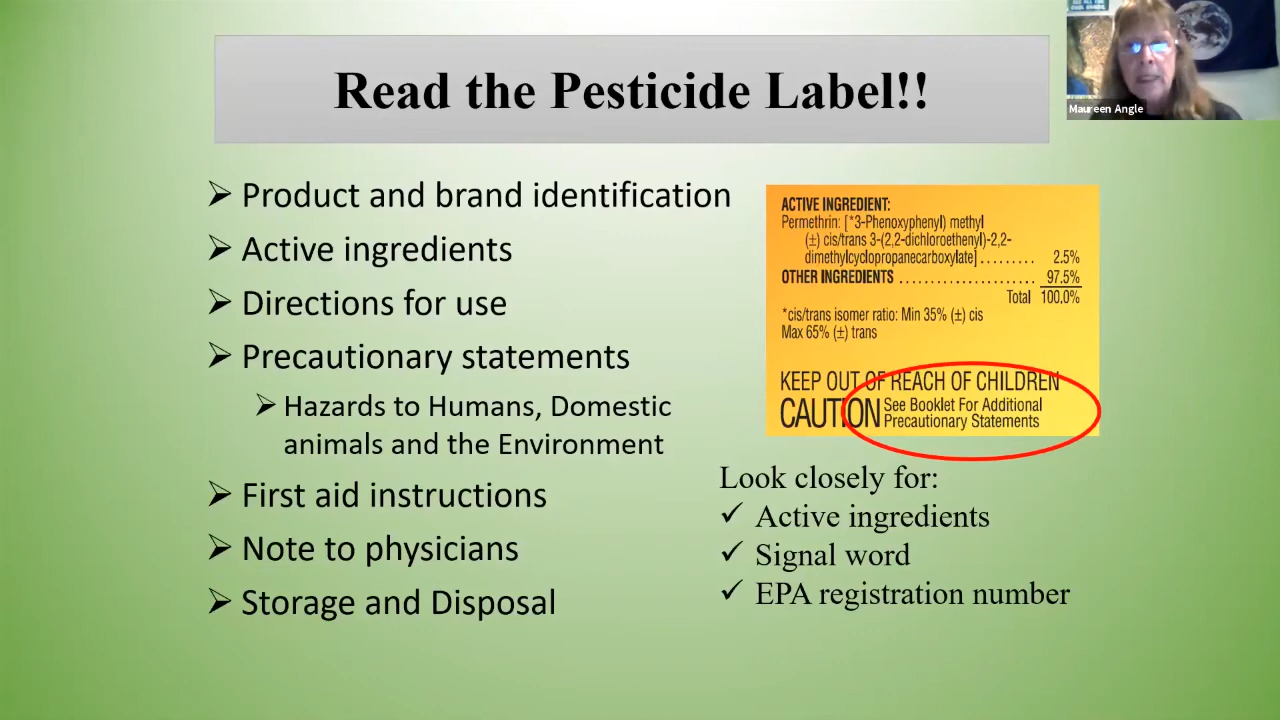 Read the Pesticide Label!!
Maureen Angle
➢ Product and brand identification
➢ Active ingredients
➢ Directions for use
➢ Precautionary statements
➢ Hazards to Humans, Domestic
animals and the Environment
➢ First aid instructions
➢ Note to physicians
➢ Storage and Disposal
ACTIVE INGREDIENT:
Permethrin: [*3-Phenoxyphenyl) methyl
(±) cis/trans 3-(2,2-dichloroethenyl)-2,2-
dimethylcyclopropanecarboxylate] ......... 2.5%
OTHER INGREDIENTS ...................... 97.5%
Total 100.0%
*cis/trans isomer ratio: Min 35% (±) cis
Max 65% (±) trans
KEEP OUT OF REACH OF CHILDREN
CAUTION See Booklet For Additional
Precautionary Statements
Look closely for:
✓ Active ingredients
✓ Signal word
✓ EPA registration number